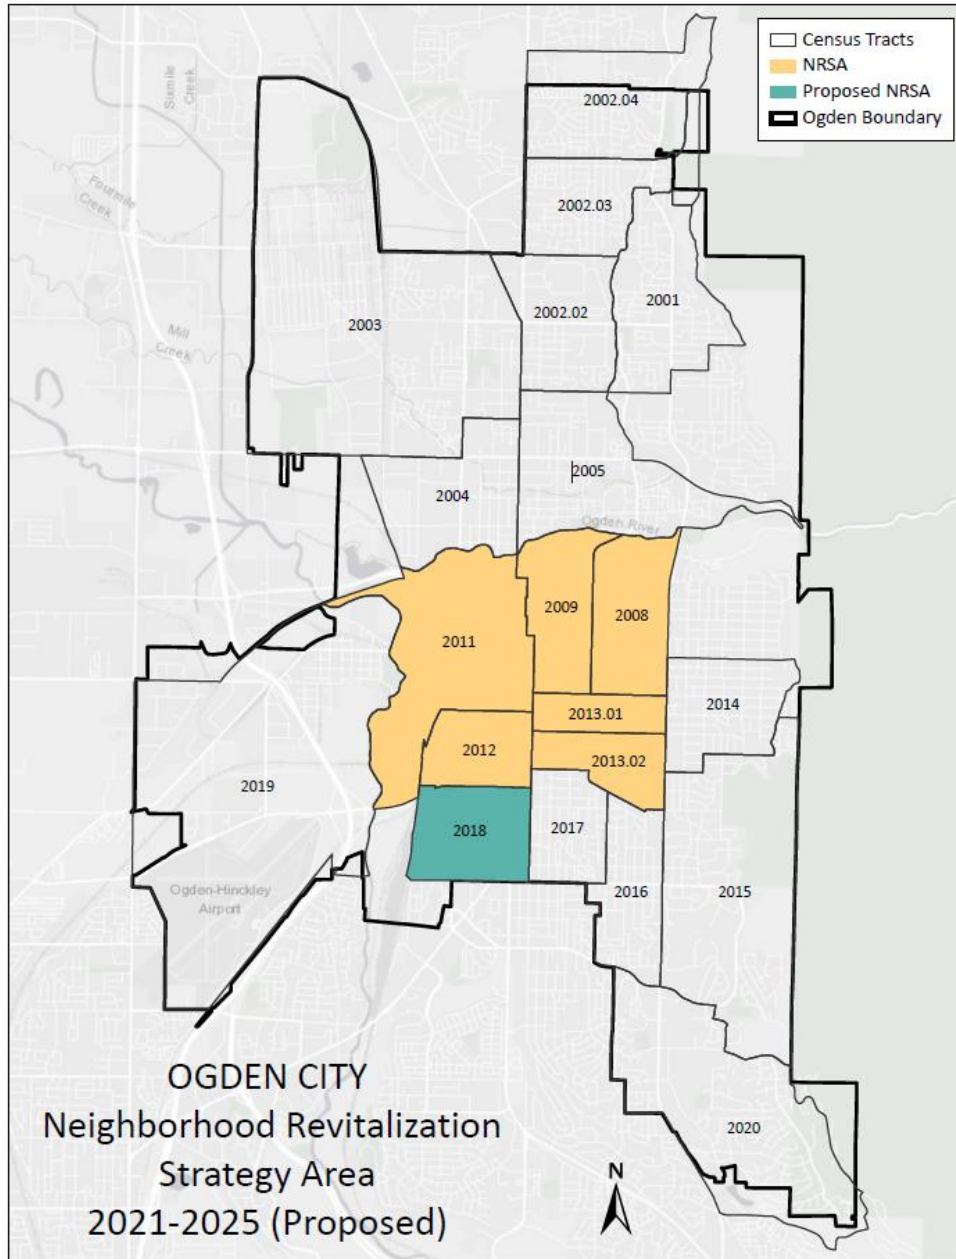 Census Tracts
NRSA
Proposed NRSA
Ogden Boundary
Sixmile
Creek
Fourmile
Creek
Mill
Creek
2002.04
2002.03
2001
2002.02
2003
2005
2004
Ogden River
2009
2008
2011
2014
2013.01
2012
2013.02
2019
2018
2017
2016
2015
Ogden-Hinckley
Airport
2020
OGDEN CITY
Neighborhood Revitalization
Strategy Area
2021-2025 (Proposed)
N